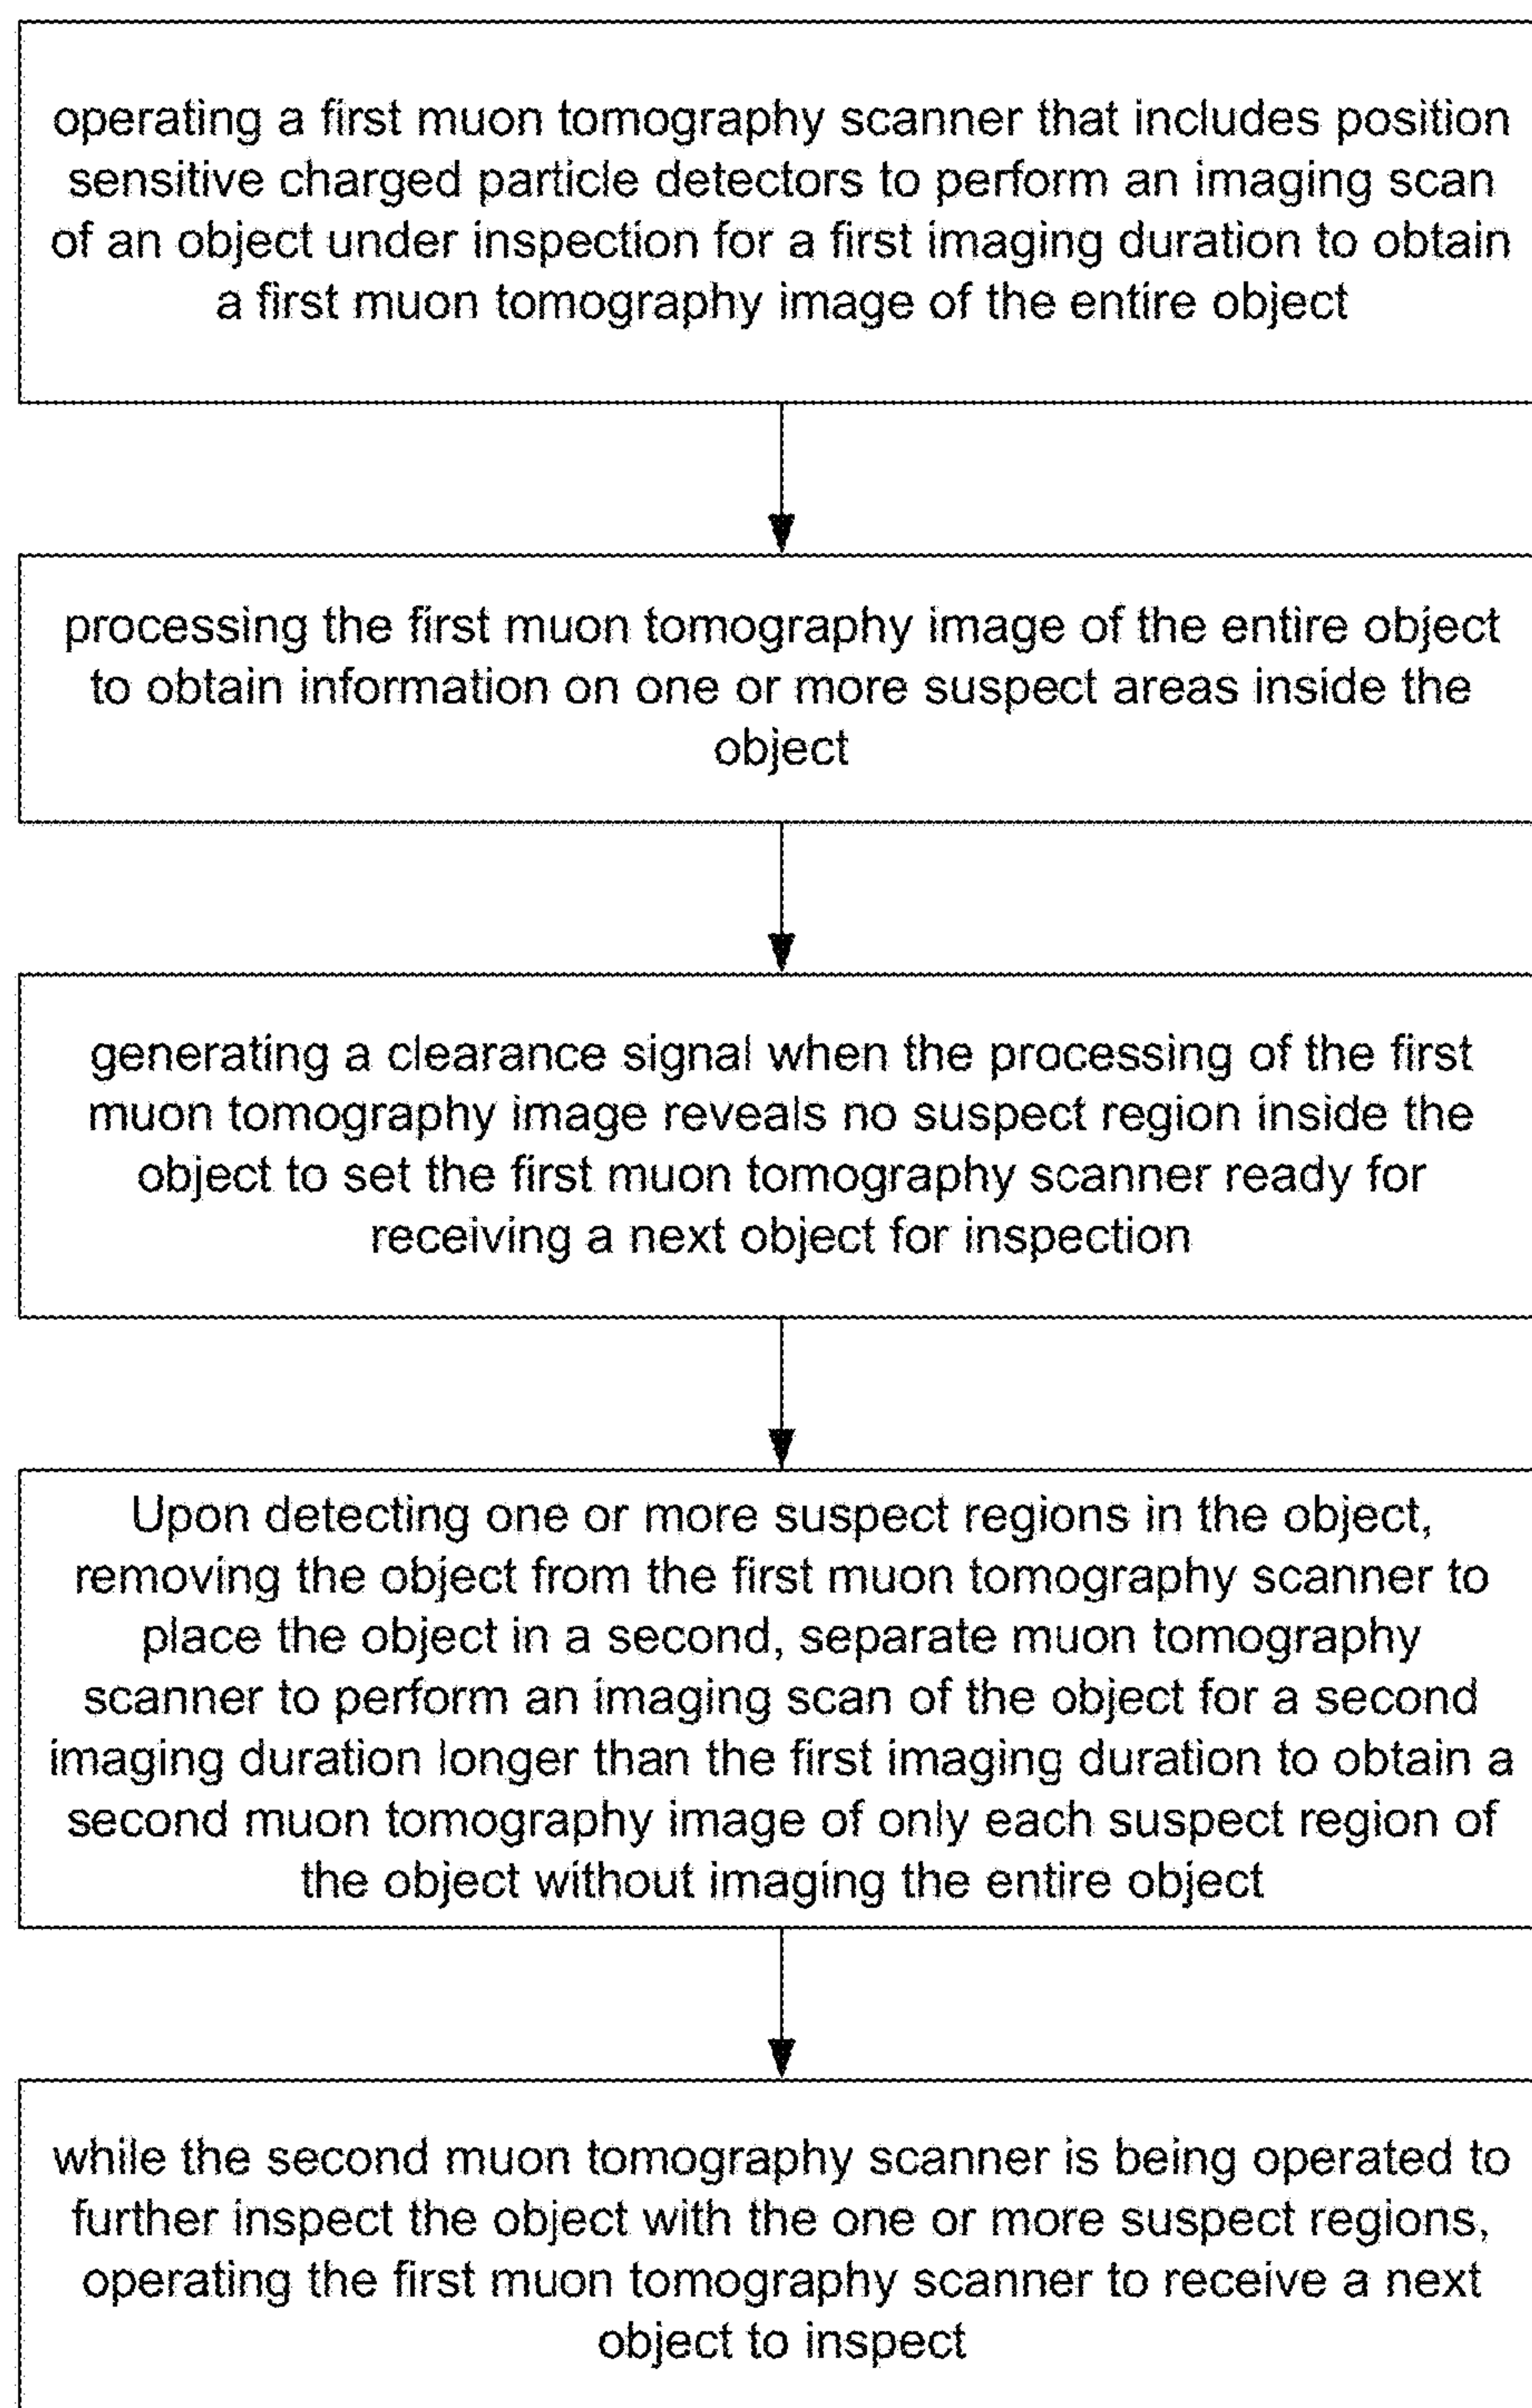 operating a first muon tomography scanner that includes position
sensitive charged particle detectors to perform an imaging scan
of an object under inspection for a first imaging duration to obtain
a first muon tomography image of the entire object
processing the first muon tomography image of the entire object
to obtain information on one or more suspect areas inside the
object
generating a clearance signal when the processing of the first
muon tomography image reveals no suspect region inside the
object to set the first muon tomography scanner ready for
receiving a next object for inspection
Upon detecting one or more suspect regions in the object,
removing the object from the first muon tomography scanner to
place the object in a second, separate muon tomography
scanner to perform an imaging scan of the object for a second
imaging duration longer than the first imaging duration to obtain a
second muon tomography image of only each suspect region of
the object without imaging the entire object
while the second muon tomography scanner is being operated to
further inspect the object with the one or more suspect regions,
operating the first muon tomography scanner to receive a next
object to inspect